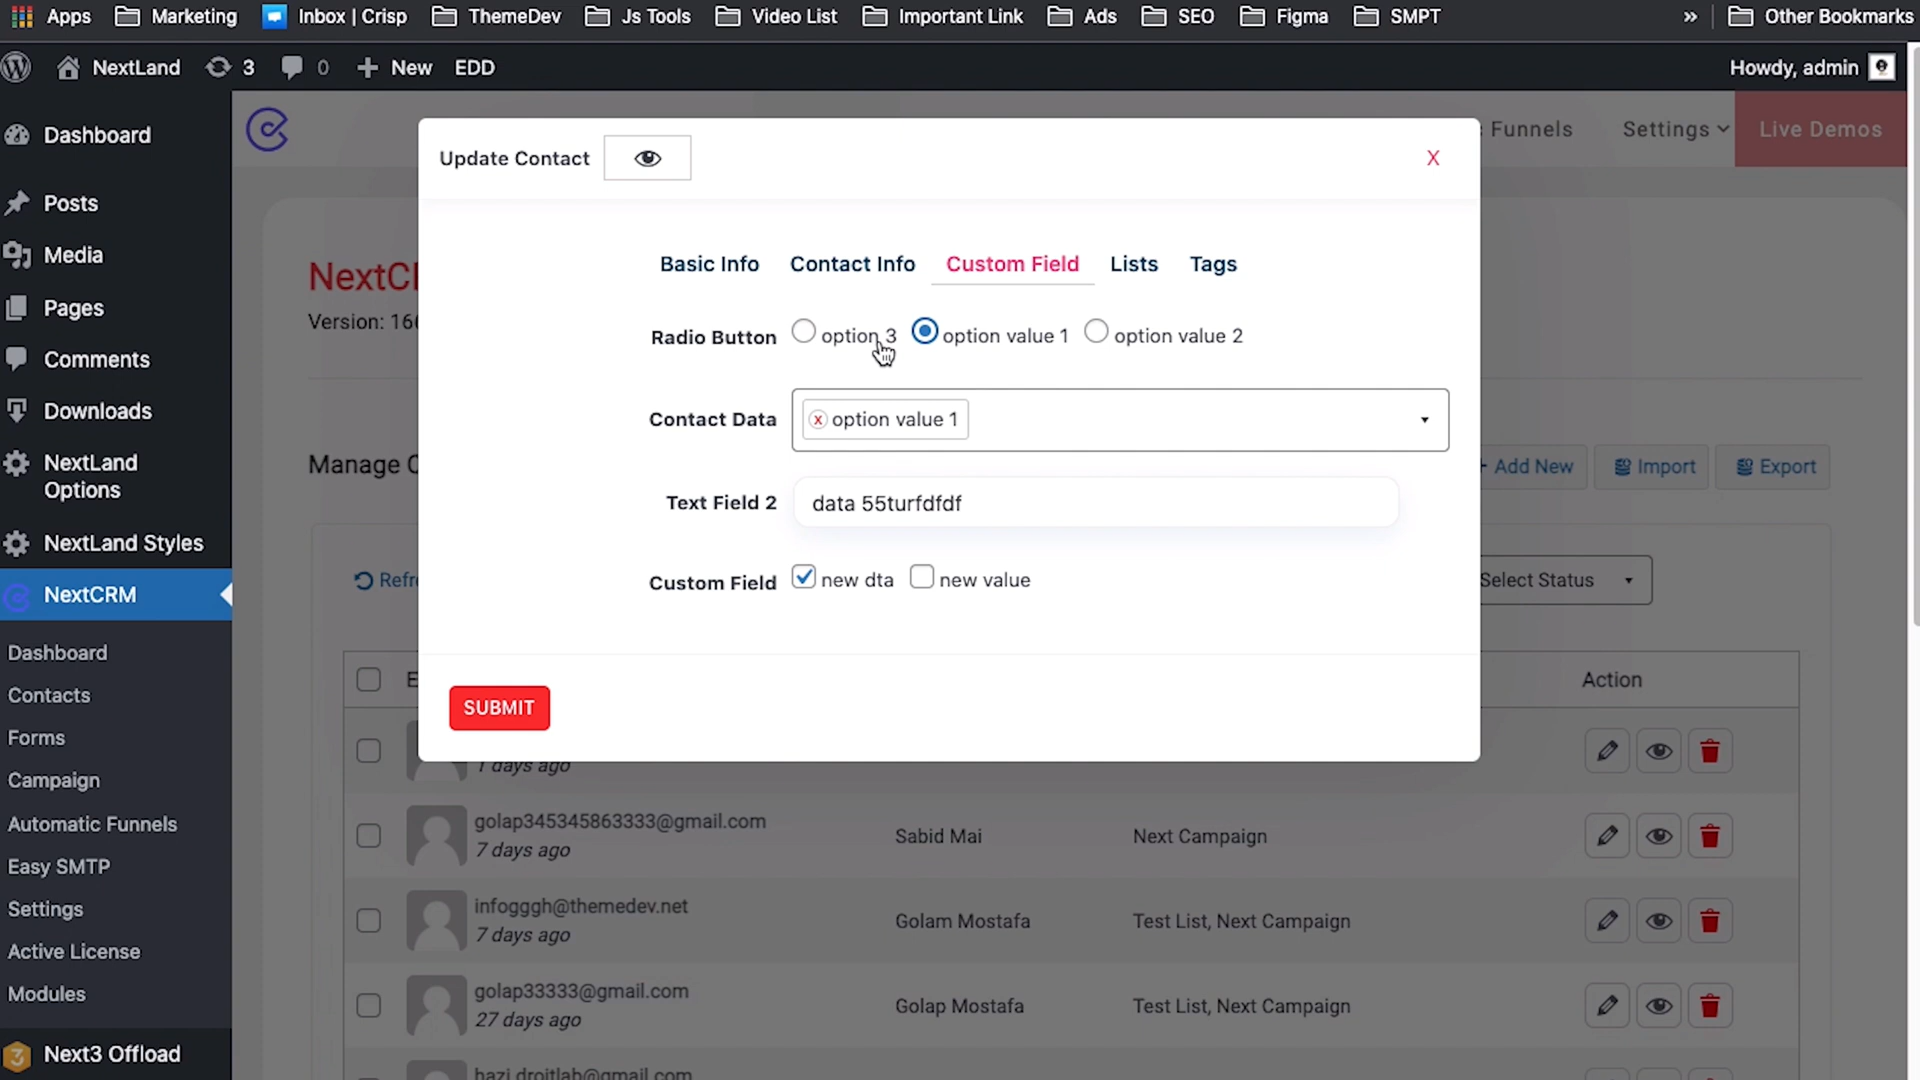 Apps Marketing Inbox | Crisp ThemeDev Js Tools Video List Important Link Ads SEO Figma SMPT » Other Bookmarks
NextLand 3 0 New EDD Howdy, admin
Dashboard
Posts
Media
Pages
Comments
Downloads
NextLand
Options
NextLand Styles
NextCRM
Dashboard
Contacts
Forms
Campaign
Automatic Funnels
Easy SMTP
Settings
Active License
Modules
Next3 Offload
Funnels Settings Live Demos
Version: 16
Manage
Add New Import Export
Select Status
Update Contact X
Basic Info Contact Info Custom Field Lists Tags
Radio Button option 3 option value 1 option value 2
Contact Data x option value 1
Text Field 2 data 55turfdfdf
Custom Field new dta new value
SUBMIT
Action
days ago
golap345345863333@gmail.com Sabid Mai Next Campaign
7 days ago
infogggh@themedev.net Golam Mostafa Test List, Next Campaign
7 days ago
golap33333@gmail.com Golap Mostafa Test List, Next Campaign
27 days ago
hazi.droitlab@gmail.com